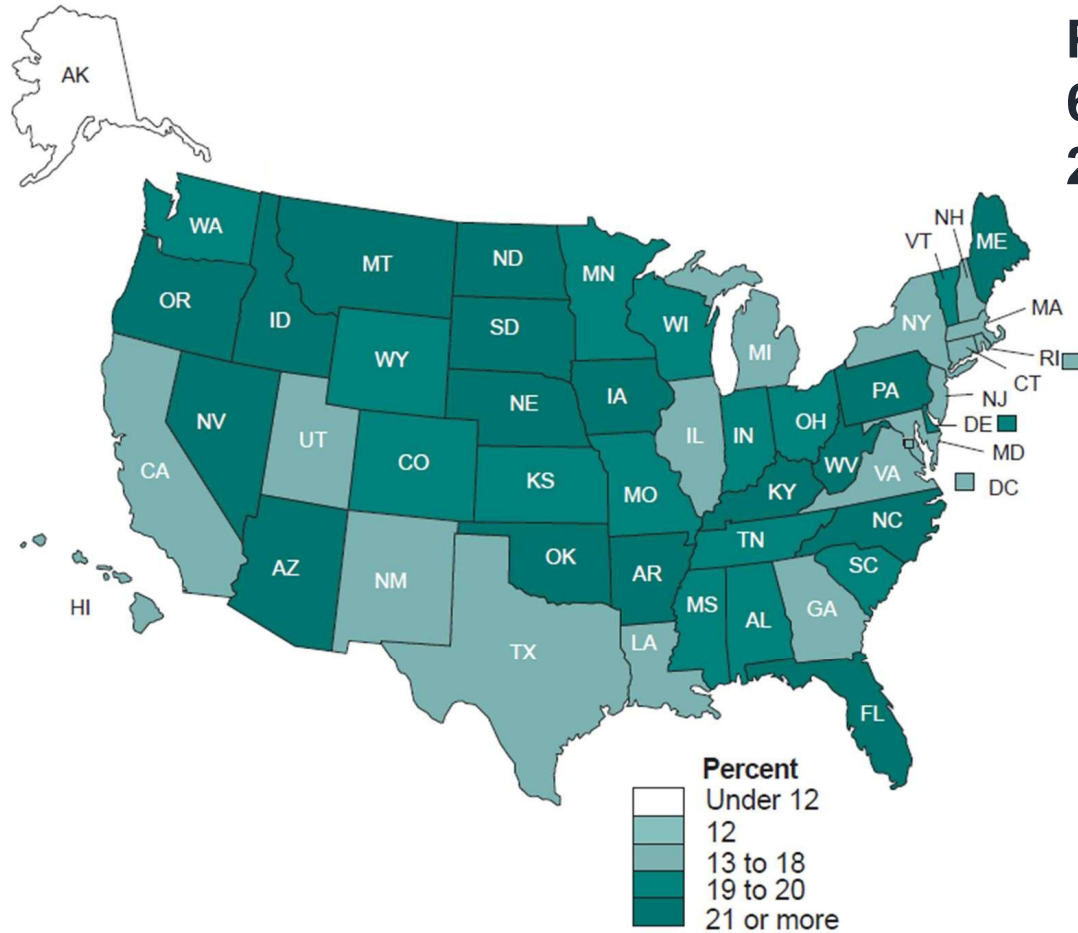 AK
WA
MT
ND
MN
NH
VT
ME
OR
ID
SD
WI
NY
MA
WY
MI
RI
CT
NJ
NE
IA
PA
DE
NV
UT
CO
IL
IN
OH
MD
CA
KS
MO
WV
VA
DC
KY
NC
AZ
NM
OK
AR
TN
SC
HI
MS
AL
GA
TX
LA
FL
Percent
Under 12
12
13 to 18
19 to 20
21 or more